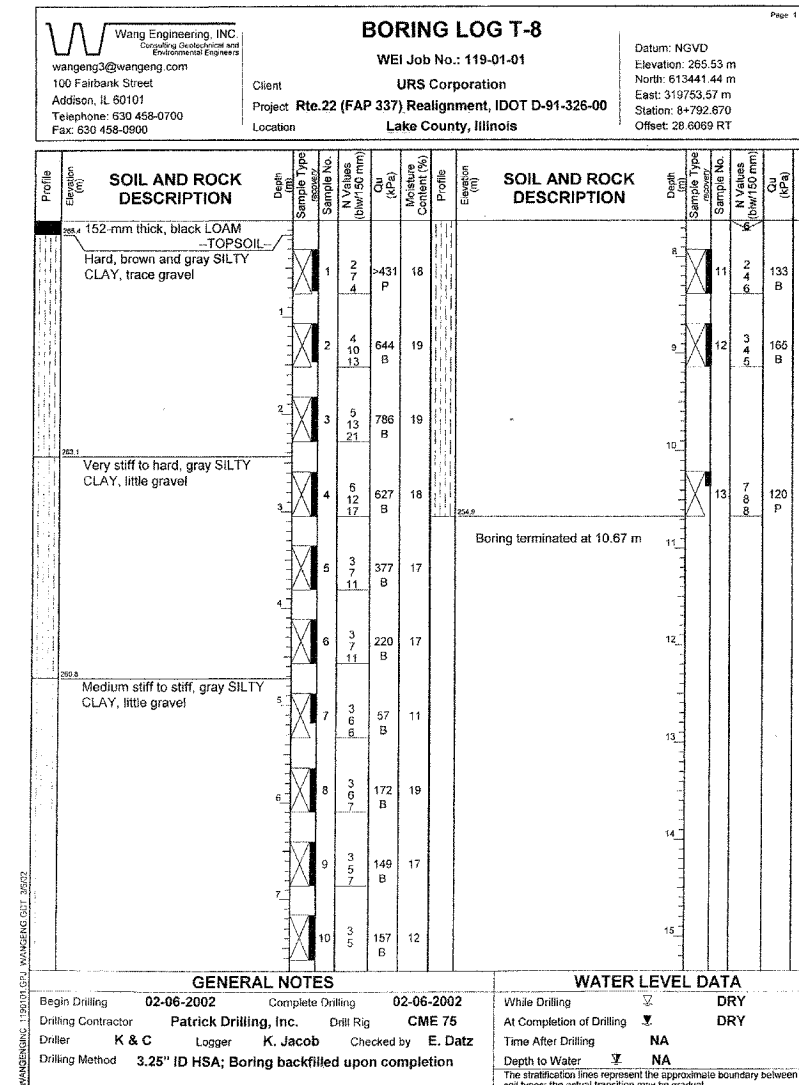 Page 1
Wang Engineering, INC.
Consulting Geotechnical and
Environmental Engineers
wangeng3@wangeng.com
100 Fairbank Street
Addison, IL 60101
Telephone: 630 458-0700
Fax: 630 458-0900
BORING LOG T-8
WEI Job No.: 119-01-01
Client URS Corporation
Project Rte.22 (FAP 337) Realignment, IDOT D-91-326-00
Location Lake County, Illinois
Datum: NGVD
Elevation: 265.53 m
North: 613441.44 m
East: 319753.57 m
Station: 8+792.670
Offset: 28.6069 RT
Profile
Elevation (m)
SOIL AND ROCK
DESCRIPTION
Depth (m)
Sample Type
recovery
Sample No.
N Values
(blw/150 mm)
Qu
(kPa)
Moisture
Content (%)
Profile
Elevation (m)
SOIL AND ROCK
DESCRIPTION
Depth (m)
Sample Type
recovery
Sample No.
N Values
(blw/150 mm)
Qu
(kPa)
265.4 152-mm thick, black LOAM
--TOPSOIL--
Hard, brown and gray SILTY
CLAY, trace gravel
1 2 7 4 >431 P 18
1
2 4 10 13 644 B 19
2
3 5 13 21 786 B 19
263.1
Very stiff to hard, gray SILTY
CLAY, little gravel
4 6 12 17 627 B 18
3
5 3 7 11 377 B 17
4
6 3 7 11 220 B 17
260.8
Medium stiff to stiff, gray SILTY
CLAY, little gravel
5
7 3 6 6 57 B 11
6
8 3 6 7 172 B 19
9 3 5 7 149 B 17
7
10 3 5 157 B 12
6
8
11 2 4 6 133 B
9
12 3 4 5 165 B
10
13 7 8 8 120 P
254.9
Boring terminated at 10.67 m
11
12
13
14
15
GENERAL NOTES
Begin Drilling 02-06-2002 Complete Drilling 02-06-2002
Drilling Contractor Patrick Drilling, Inc. Drill Rig CME 75
Driller K & C Logger K. Jacob Checked by E. Datz
Drilling Method 3.25" ID HSA; Boring backfilled upon completion
WATER LEVEL DATA
While Drilling DRY
At Completion of Drilling DRY
Time After Drilling NA
Depth to Water NA
The stratification lines represent the approximate boundary between
soil types; the actual transition may be gradual.
WANGENGINC 1190101.GPJ WANGENG.GDT 3/5/02